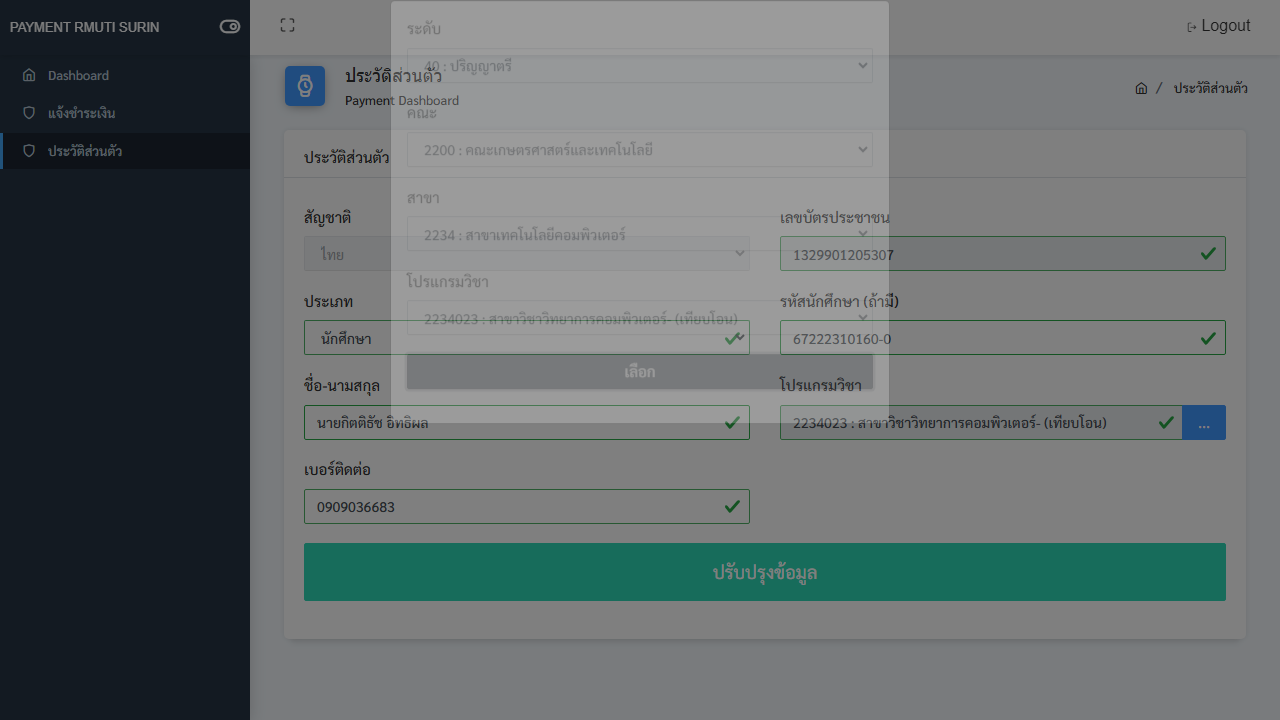 PAYMENT RMUTI SURIN
Dashboard
แจ้งชำระเงิน
ประวัติส่วนตัว
Logout
ประวัติส่วนตัว
Payment Dashboard
/ ประวัติส่วนตัว
ระดับ
40 : ปริญญาตรี
คณะ
2200 : คณะเกษตรศาสตร์และเทคโนโลยี
สาขา
2234 : สาขาเทคโนโลยีคอมพิวเตอร์
โปรแกรมวิชา
2234023 : สาขาวิชาวิทยาการคอมพิวเตอร์- (เทียบโอน)
เลือก
ประวัติส่วนตัว
สัญชาติ
ไทย
เลขบัตรประชาชน
1329901205307
ประเภท
นักศึกษา
รหัสนักศึกษา (ถ้ามี)
67222310160-0
ชื่อ-นามสกุล
นายกิตติธัช อิทธิผล
โปรแกรมวิชา
2234023 : สาขาวิชาวิทยาการคอมพิวเตอร์- (เทียบโอน)
...
เบอร์ติดต่อ
0909036683
ปรับปรุงข้อมูล